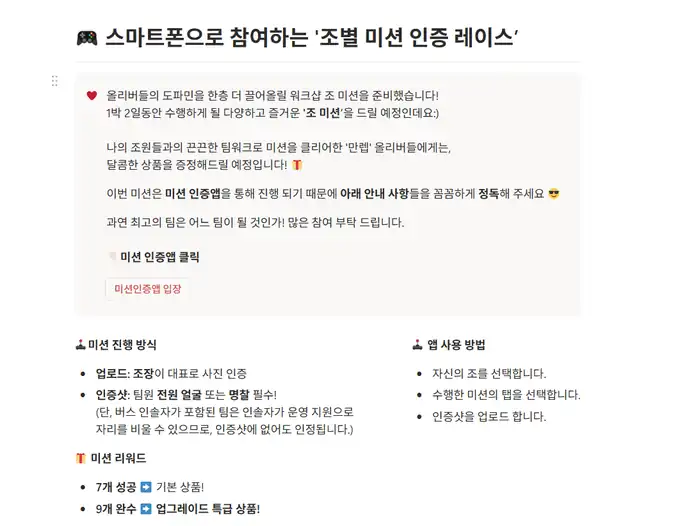 🎮 스마트폰으로 참여하는 '조별 미션 인증 레이스'
올리버들의 도파민을 한층 더 끌어올릴 워크샵 조 미션을 준비했습니다!
1박 2일동안 수행하게 될 다양하고 즐거운 '조 미션'을 드릴 예정인데요:)
나의 조원들과의 끈끈한 팀워크로 미션을 클리어한 '만렙' 올리버들에게는,
달콤한 상품을 증정해드릴 예정입니다! 🎁
이번 미션은 미션 인증앱을 통해 진행 되기 때문에 아래 안내 사항들을 꼼꼼하게 정독해 주세요 😎
과연 최고의 팀은 어느 팀이 될 것인가! 많은 참여 부탁 드립니다.
미션 인증앱 클릭
미션인증앱 입장
🕹️미션 진행 방식
• 업로드: 조장이 대표로 사진 인증
• 인증샷: 팀원 전원 얼굴 또는 명찰 필수!
(단, 버스 인솔자가 포함된 팀은 인솔자가 운영 지원으로
자리를 비울 수 있으므로, 인증샷에 없어도 인정됩니다.)
🎁 미션 리워드
• 7개 성공 ➡️ 기본 상품!
• 9개 완수 ➡️ 업그레이드 특급 상품!
🕹️ 앱 사용 방법
• 자신의 조를 선택합니다.
• 수행한 미션의 탭을 선택합니다.
• 인증샷을 업로드 합니다.